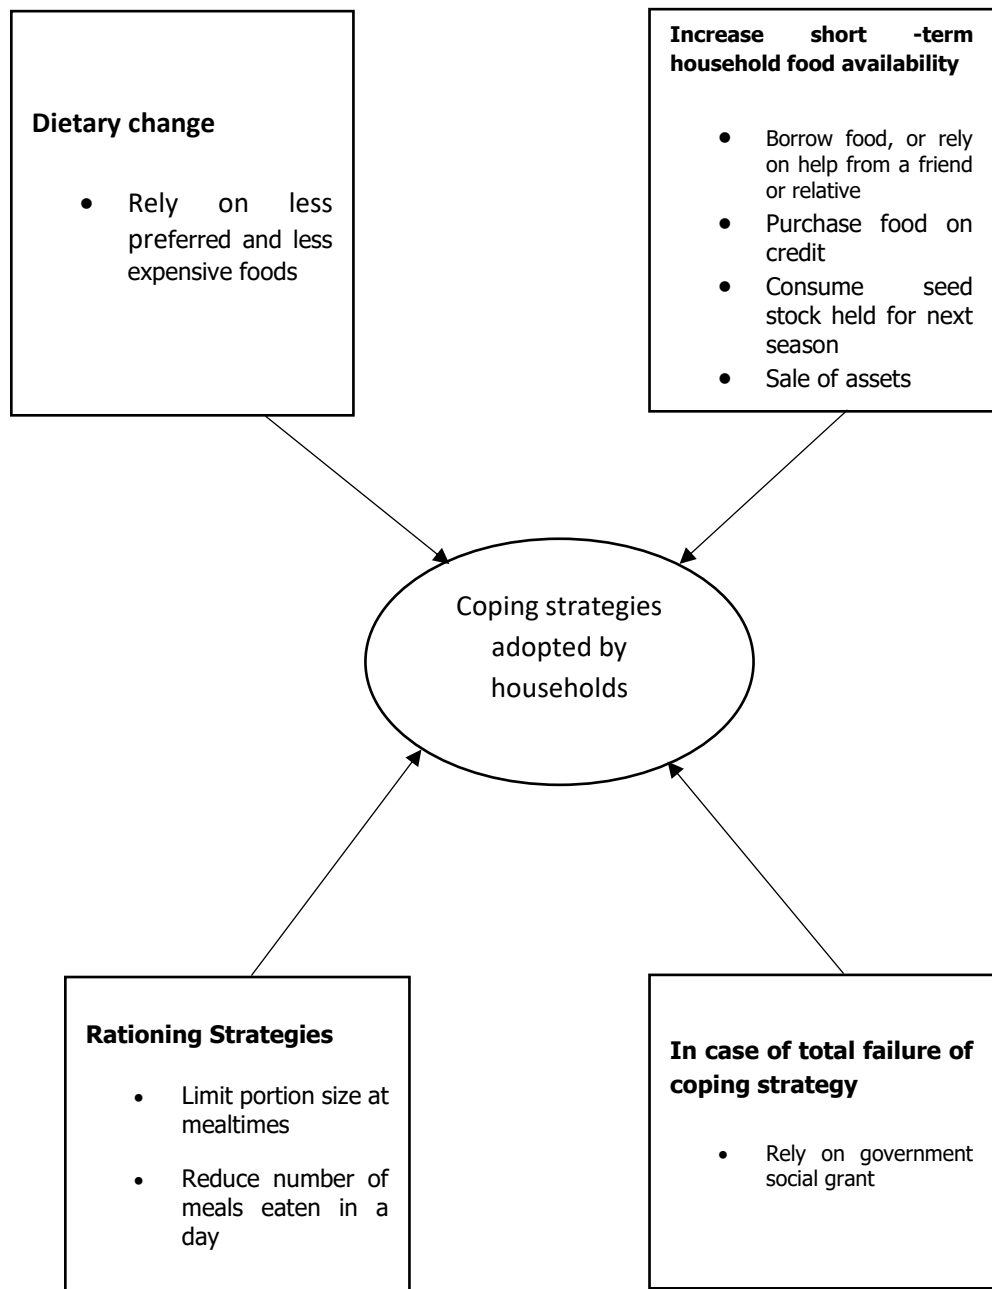 Dietary change
• Rely on less
preferred and less
expensive foods
Increase short -term
household food availability
• Borrow food, or rely
on help from a friend
or relative
• Purchase food on
credit
• Consume seed
stock held for next
season
• Sale of assets
Coping strategies
adopted by
households
Rationing Strategies
• Limit portion size at
mealtimes
• Reduce number of
meals eaten in a
day
In case of total failure of
coping strategy
• Rely on government
social grant